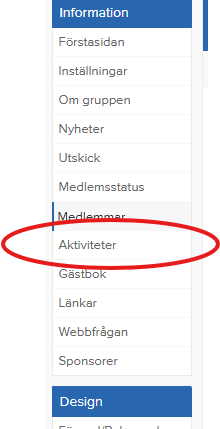 Information
Förstasidan
Inställningar
Om gruppen
Nyheter
Utskick
Medlemsstatus
Medlemmar
Aktiviteter
Gästbok
Länkar
Webbfrågan
Sponsorer
Design